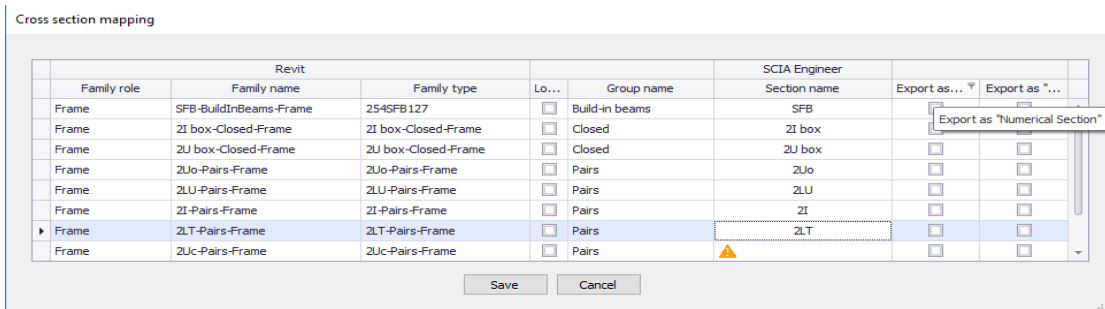 Cross section mapping
Revit SCIA Engineer
Family role Family name Family type Lo... Group name Section name Export as... Export as "...
Frame SFB-BuildInBeams-Frame 254SFB127 Build-in beams SFB
Export as "Numerical Section"
Frame 2I box-Closed-Frame 2I box-Closed-Frame Closed 2I box
Frame 2U box-Closed-Frame 2U box-Closed-Frame Closed 2U box
Frame 2Uo-Pairs-Frame 2Uo-Pairs-Frame Pairs 2Uo
Frame 2LU-Pairs-Frame 2LU-Pairs-Frame Pairs 2LU
Frame 2I-Pairs-Frame 2I-Pairs-Frame Pairs 2I
Frame 2LT-Pairs-Frame 2LT-Pairs-Frame Pairs 2LT
Frame 2Uc-Pairs-Frame 2Uc-Pairs-Frame Pairs
Save Cancel